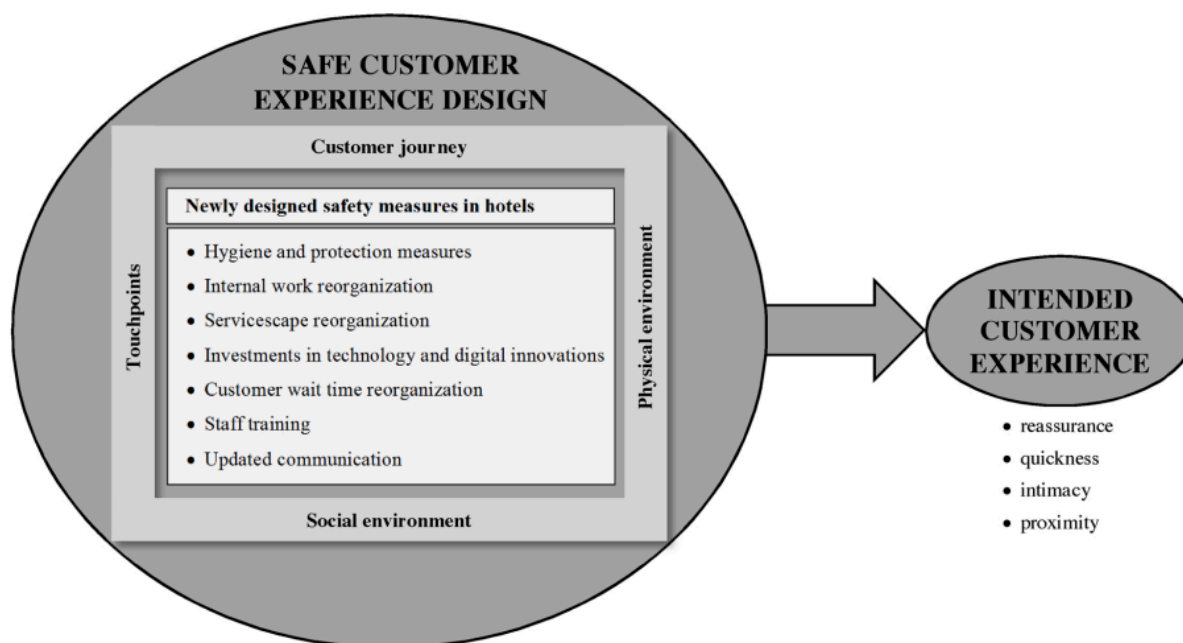 SAFE CUSTOMER
EXPERIENCE DESIGN
Customer journey
Touchpoints
Newly designed safety measures in hotels
• Hygiene and protection measures
• Internal work reorganization
• Servicescape reorganization
• Investments in technology and digital innovations
• Customer wait time reorganization
• Staff training
• Updated communication
Physical environment
Social environment
INTENDED
CUSTOMER
EXPERIENCE
• reassurance
• quickness
• intimacy
• proximity